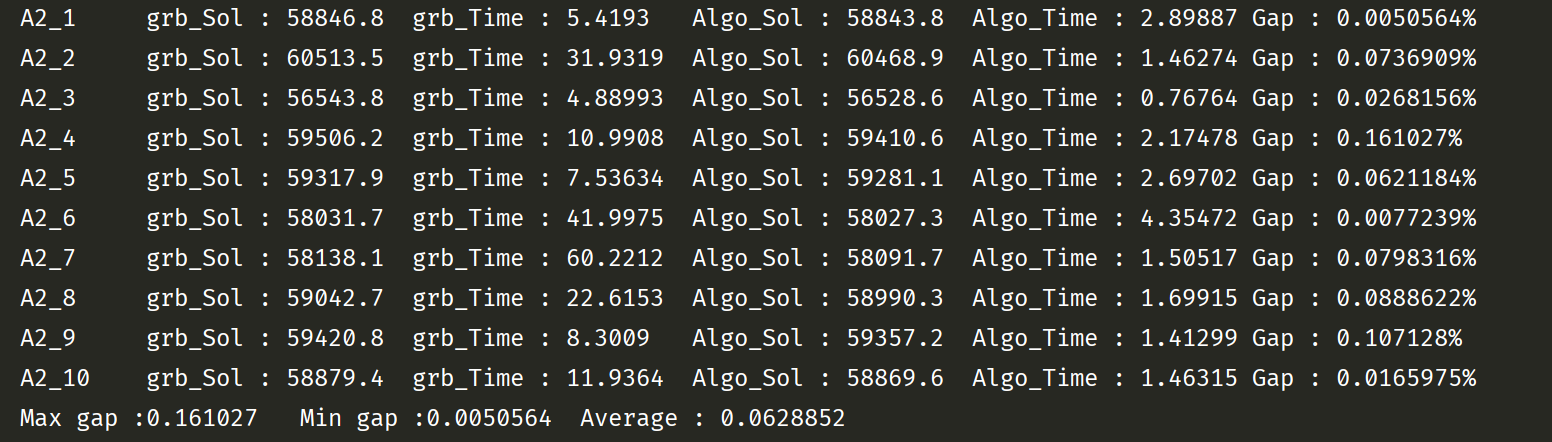 A2_1 grb_Sol : 58846.8 grb_Time : 5.4193 Algo_Sol : 58843.8 Algo_Time : 2.89887 Gap : 0.0050564%
A2_2 grb_Sol : 60513.5 grb_Time : 31.9319 Algo_Sol : 60468.9 Algo_Time : 1.46274 Gap : 0.0736909%
A2_3 grb_Sol : 56543.8 grb_Time : 4.88993 Algo_Sol : 56528.6 Algo_Time : 0.76764 Gap : 0.0268156%
A2_4 grb_Sol : 59506.2 grb_Time : 10.9908 Algo_Sol : 59410.6 Algo_Time : 2.17478 Gap : 0.161027%
A2_5 grb_Sol : 59317.9 grb_Time : 7.53634 Algo_Sol : 59281.1 Algo_Time : 2.69702 Gap : 0.0621184%
A2_6 grb_Sol : 58031.7 grb_Time : 41.9975 Algo_Sol : 58027.3 Algo_Time : 4.35472 Gap : 0.0077239%
A2_7 grb_Sol : 58138.1 grb_Time : 60.2212 Algo_Sol : 58091.7 Algo_Time : 1.50517 Gap : 0.0798316%
A2_8 grb_Sol : 59042.7 grb_Time : 22.6153 Algo_Sol : 58990.3 Algo_Time : 1.69915 Gap : 0.0888622%
A2_9 grb_Sol : 59420.8 grb_Time : 8.3009 Algo_Sol : 59357.2 Algo_Time : 1.41299 Gap : 0.107128%
A2_10 grb_Sol : 58879.4 grb_Time : 11.9364 Algo_Sol : 58869.6 Algo_Time : 1.46315 Gap : 0.0165975%
Max gap :0.161027 Min gap :0.0050564 Average : 0.0628852